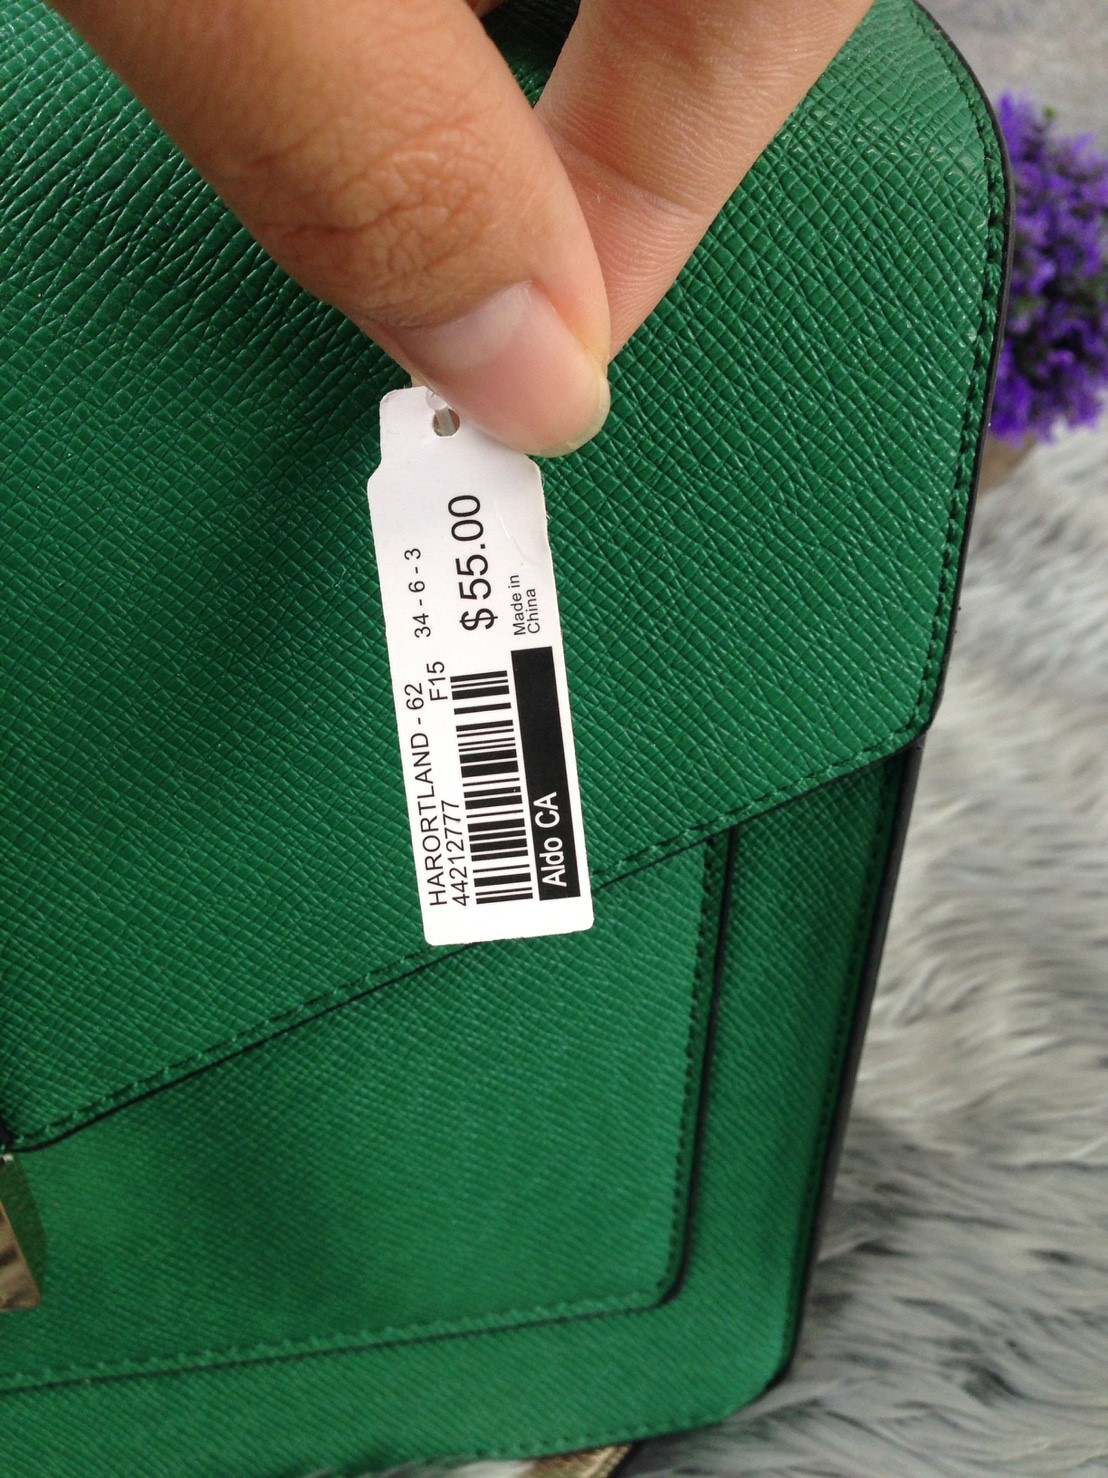 HARORTLAND - 62
44212777 F15
34 - 6 - 3
$ 55.00
Made in
China
Aldo CA